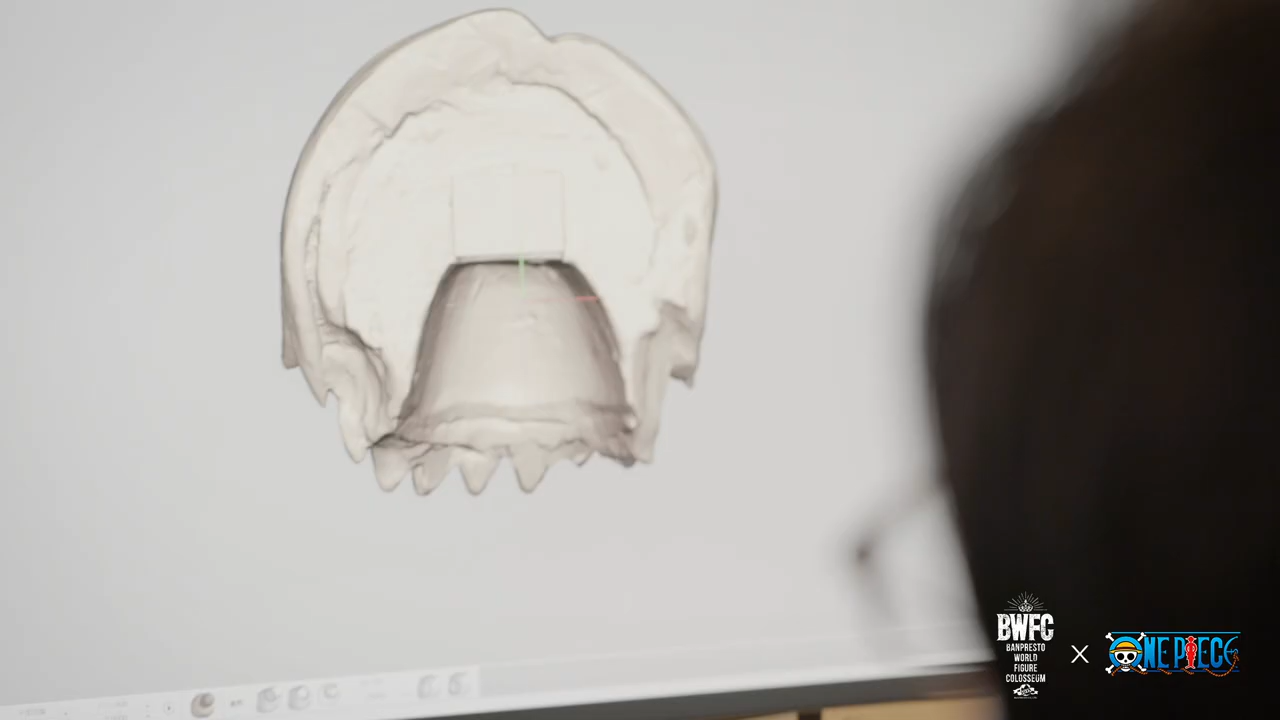 BWFC
BANPRESTO
WORLD
FIGURE
COLOSSEUM
X
ONE PIECE